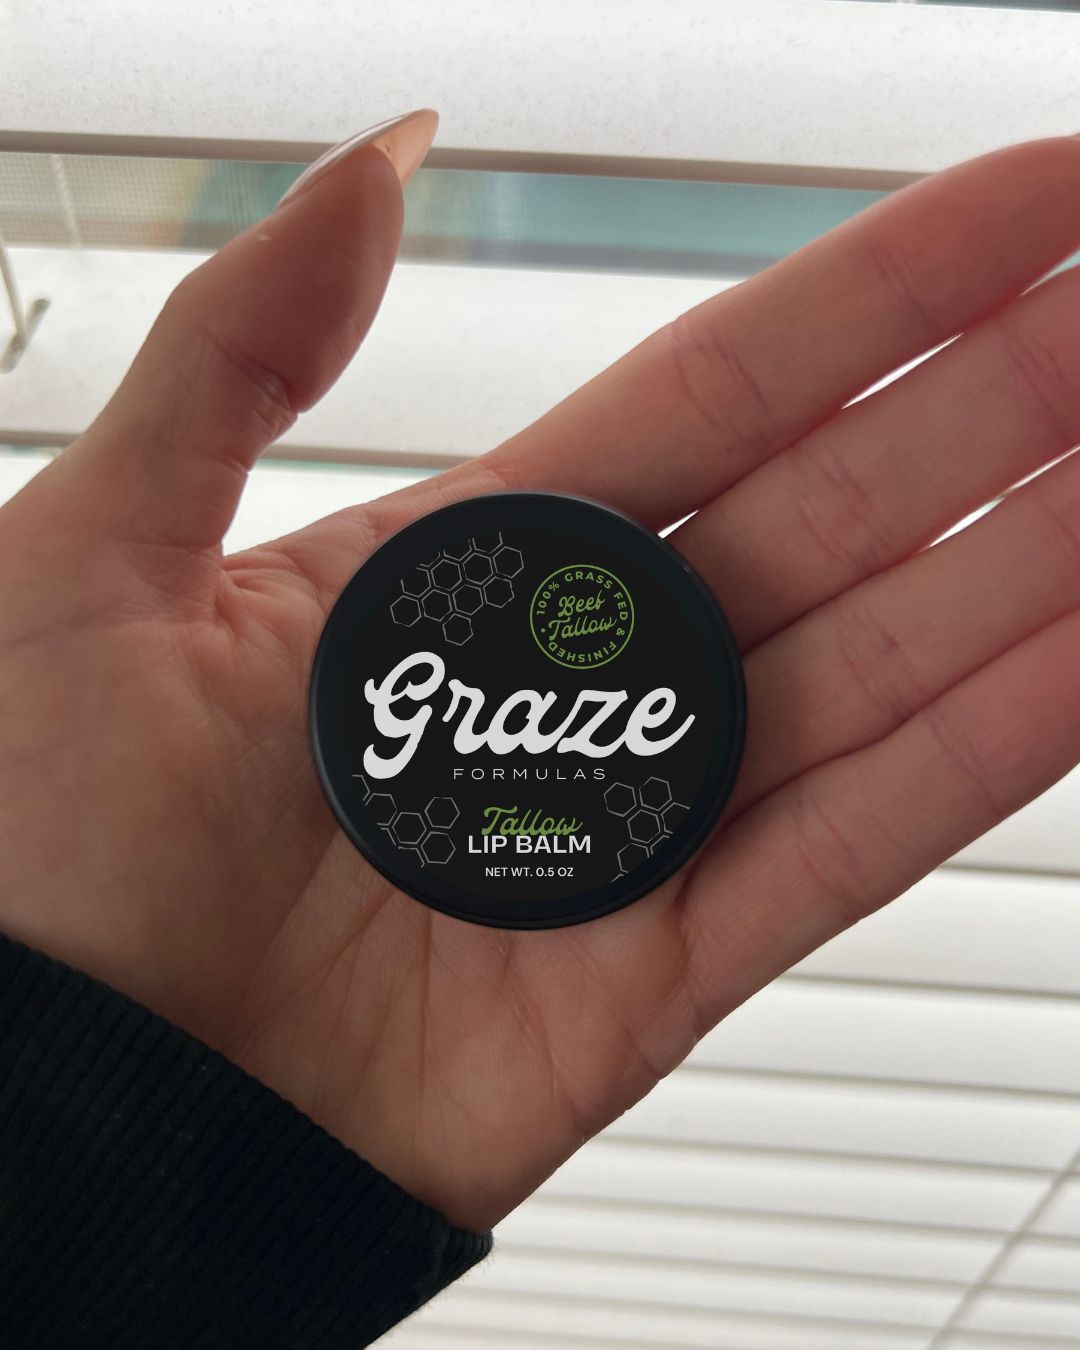 100% GRASS FED & FINISHED •
Beef
Tallow
Graze
FORMULAS
Tallow
LIP BALM
NET WT. 0.5 OZ